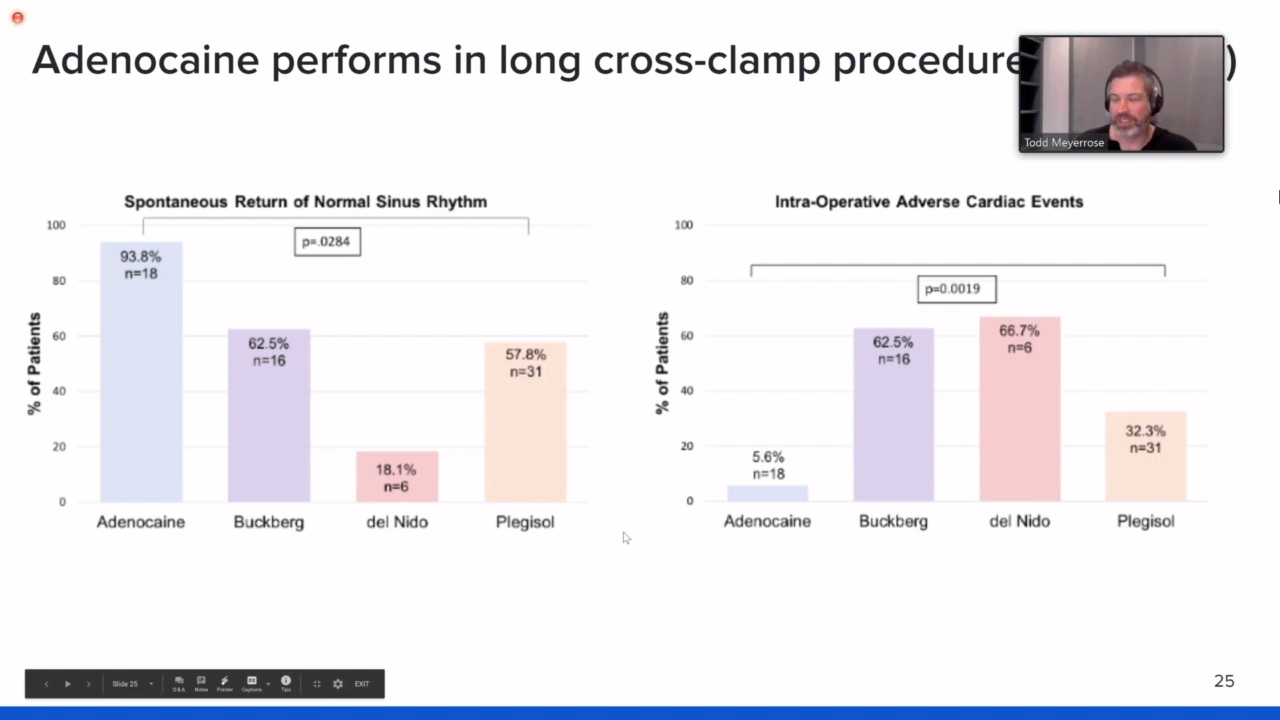 Adenocaine performs in long cross-clamp procedure )
Todd Meyerrose
Spontaneous Return of Normal Sinus Rhythm
% of Patients
100
80
60
40
20
0
p=.0284
93.8%
n=18
62.5%
n=16
18.1%
n=6
57.8%
n=31
Adenocaine
Buckberg
del Nido
Plegisol
Intra-Operative Adverse Cardiac Events
% of Patients
100
80
60
40
20
0
p=0.0019
5.6%
n=18
62.5%
n=16
66.7%
n=6
32.3%
n=31
Adenocaine
Buckberg
del Nido
Plegisol
Slide 25
Q&A
Notes
Pointer
Captions
Tips
EXIT
25